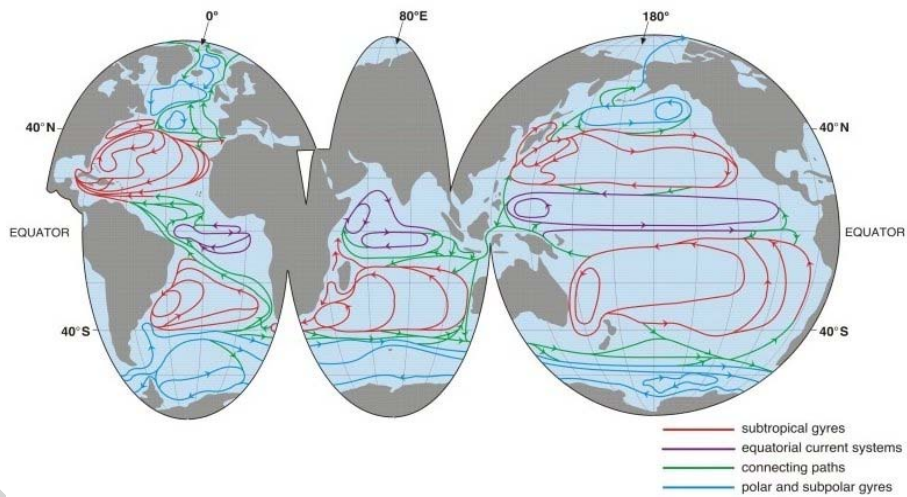 0°
80°E
180°
40°N
40°N
EQUATOR
EQUATOR
40°S
40°S
subtropical gyres
equatorial current systems
connecting paths
polar and subpolar gyres